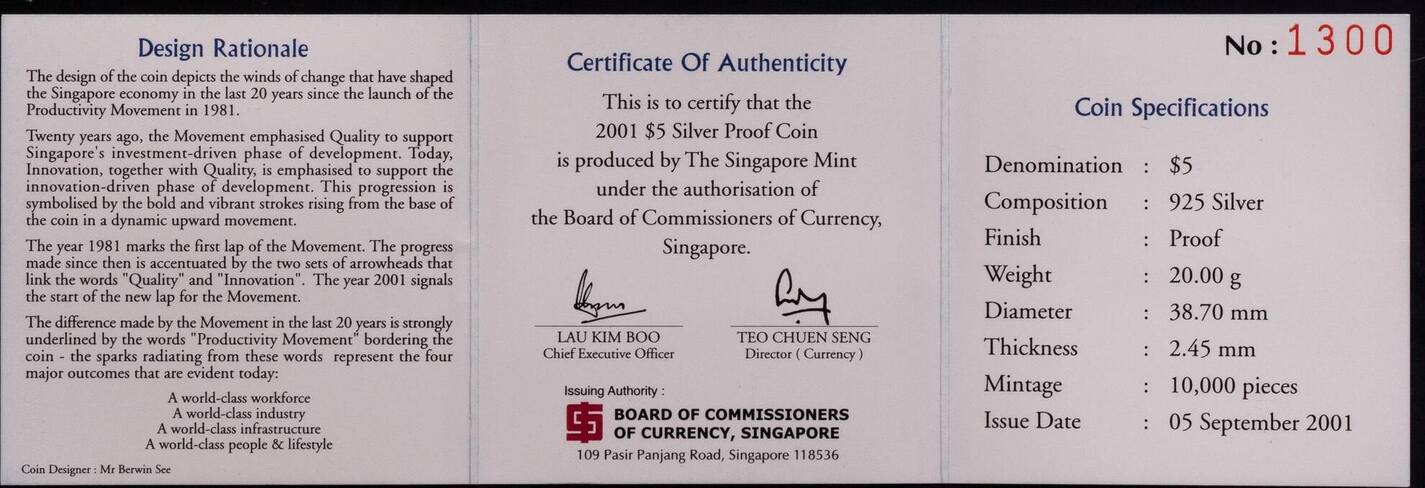 Design Rationale
The design of the coin depicts the winds of change that have shaped
the Singapore economy in the last 20 years since the launch of the
Productivity Movement in 1981.
Twenty years ago, the Movement emphasised Quality to support
Singapore's investment-driven phase of development. Today,
Innovation, together with Quality, is emphasised to support the
innovation-driven phase of development. This progression is
symbolised by the bold and vibrant strokes rising from the base of
the coin in a dynamic upward movement.
The year 1981 marks the first lap of the Movement. The progress
made since then is accentuated by the two sets of arrowheads that
link the words "Quality" and "Innovation". The year 2001 signals
the start of the new lap for the Movement.
The difference made by the Movement in the last 20 years is strongly
underlined by the words "Productivity Movement" bordering the
coin - the sparks radiating from these words represent the four
major outcomes that are evident today:
A world-class workforce
A world-class industry
A world-class infrastructure
A world-class people & lifestyle
Coin Designer : Mr Berwin See
Certificate Of Authenticity
This is to certify that the
2001 $5 Silver Proof Coin
is produced by The Singapore Mint
under the authorisation of
the Board of Commissioners of Currency,
Singapore.
LAU KIM BOO
Chief Executive Officer
TEO CHUEN SENG
Director ( Currency )
Issuing Authority :
BOARD OF COMMISSIONERS
OF CURRENCY, SINGAPORE
109 Pasir Panjang Road, Singapore 118536
No : 1300
Coin Specifications
Denomination : $5
Composition : 925 Silver
Finish : Proof
Weight : 20.00 g
Diameter : 38.70 mm
Thickness : 2.45 mm
Mintage : 10,000 pieces
Issue Date : 05 September 2001